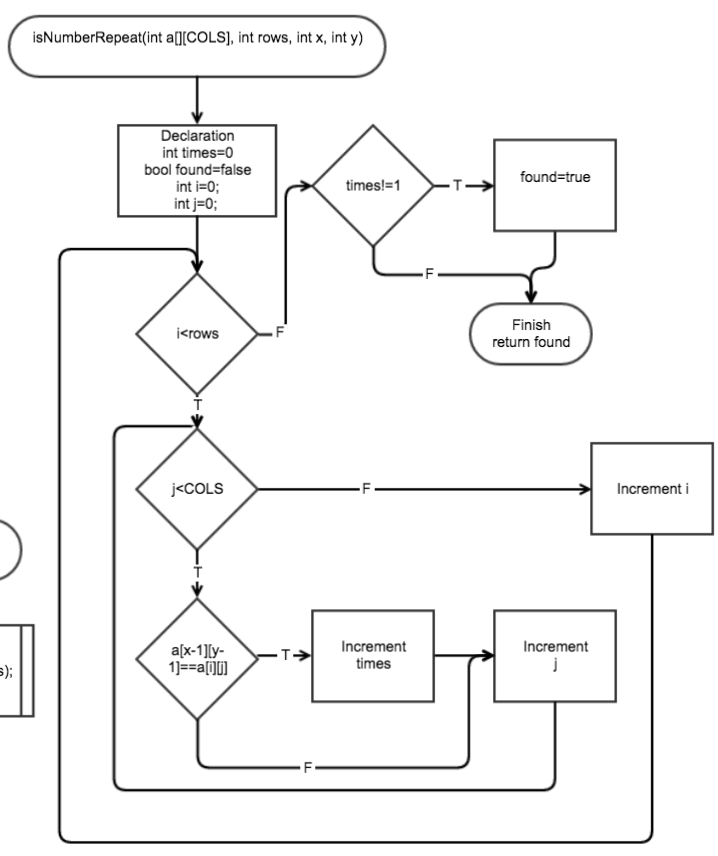 isNumberRepeat(int a[][COLS], int rows, int x, int y)
Declaration
int times=0
bool found=false
int i=0;
int j=0;
times!=1
T
found=true
F
Finish
return found
i<rows
F
T
j<COLS
F
Increment i
T
a[x-1][y-
1]==a[i][j]
T
Increment
times
Increment
j
F
s);